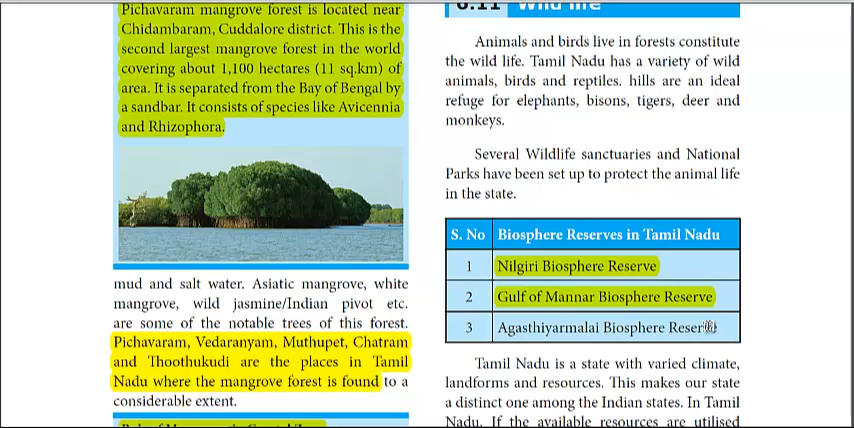 Pichavaram mangrove forest is located near
Chidambaram, Cuddalore district. This is the
second largest mangrove forest in the world
covering about 1,100 hectares (11 sq.km) of
area. It is separated from the Bay of Bengal by
a sandbar. It consists of species like Avicennia
and Rhizophora.
mud and salt water. Asiatic mangrove, white
mangrove, wild jasmine/Indian pivot etc.
are some of the notable trees of this forest.
Pichavaram, Vedaranyam, Muthupet, Chatram
and Thoothukudi are the places in Tamil
Nadu where the mangrove forest is found to a
considerable extent.
6.11 Wild life
Animals and birds live in forests constitute
the wild life. Tamil Nadu has a variety of wild
animals, birds and reptiles. hills are an ideal
refuge for elephants, bisons, tigers, deer and
monkeys.
Several Wildlife sanctuaries and National
Parks have been set up to protect the animal life
in the state.
S. No Biosphere Reserves in Tamil Nadu
1 Nilgiri Biosphere Reserve
2 Gulf of Mannar Biosphere Reserve
3 Agasthiyarmalai Biosphere Reserve
Tamil Nadu is a state with varied climate,
landforms and resources. This makes our state
a distinct one among the Indian states. In Tamil
Nadu, If the available resources are utilised